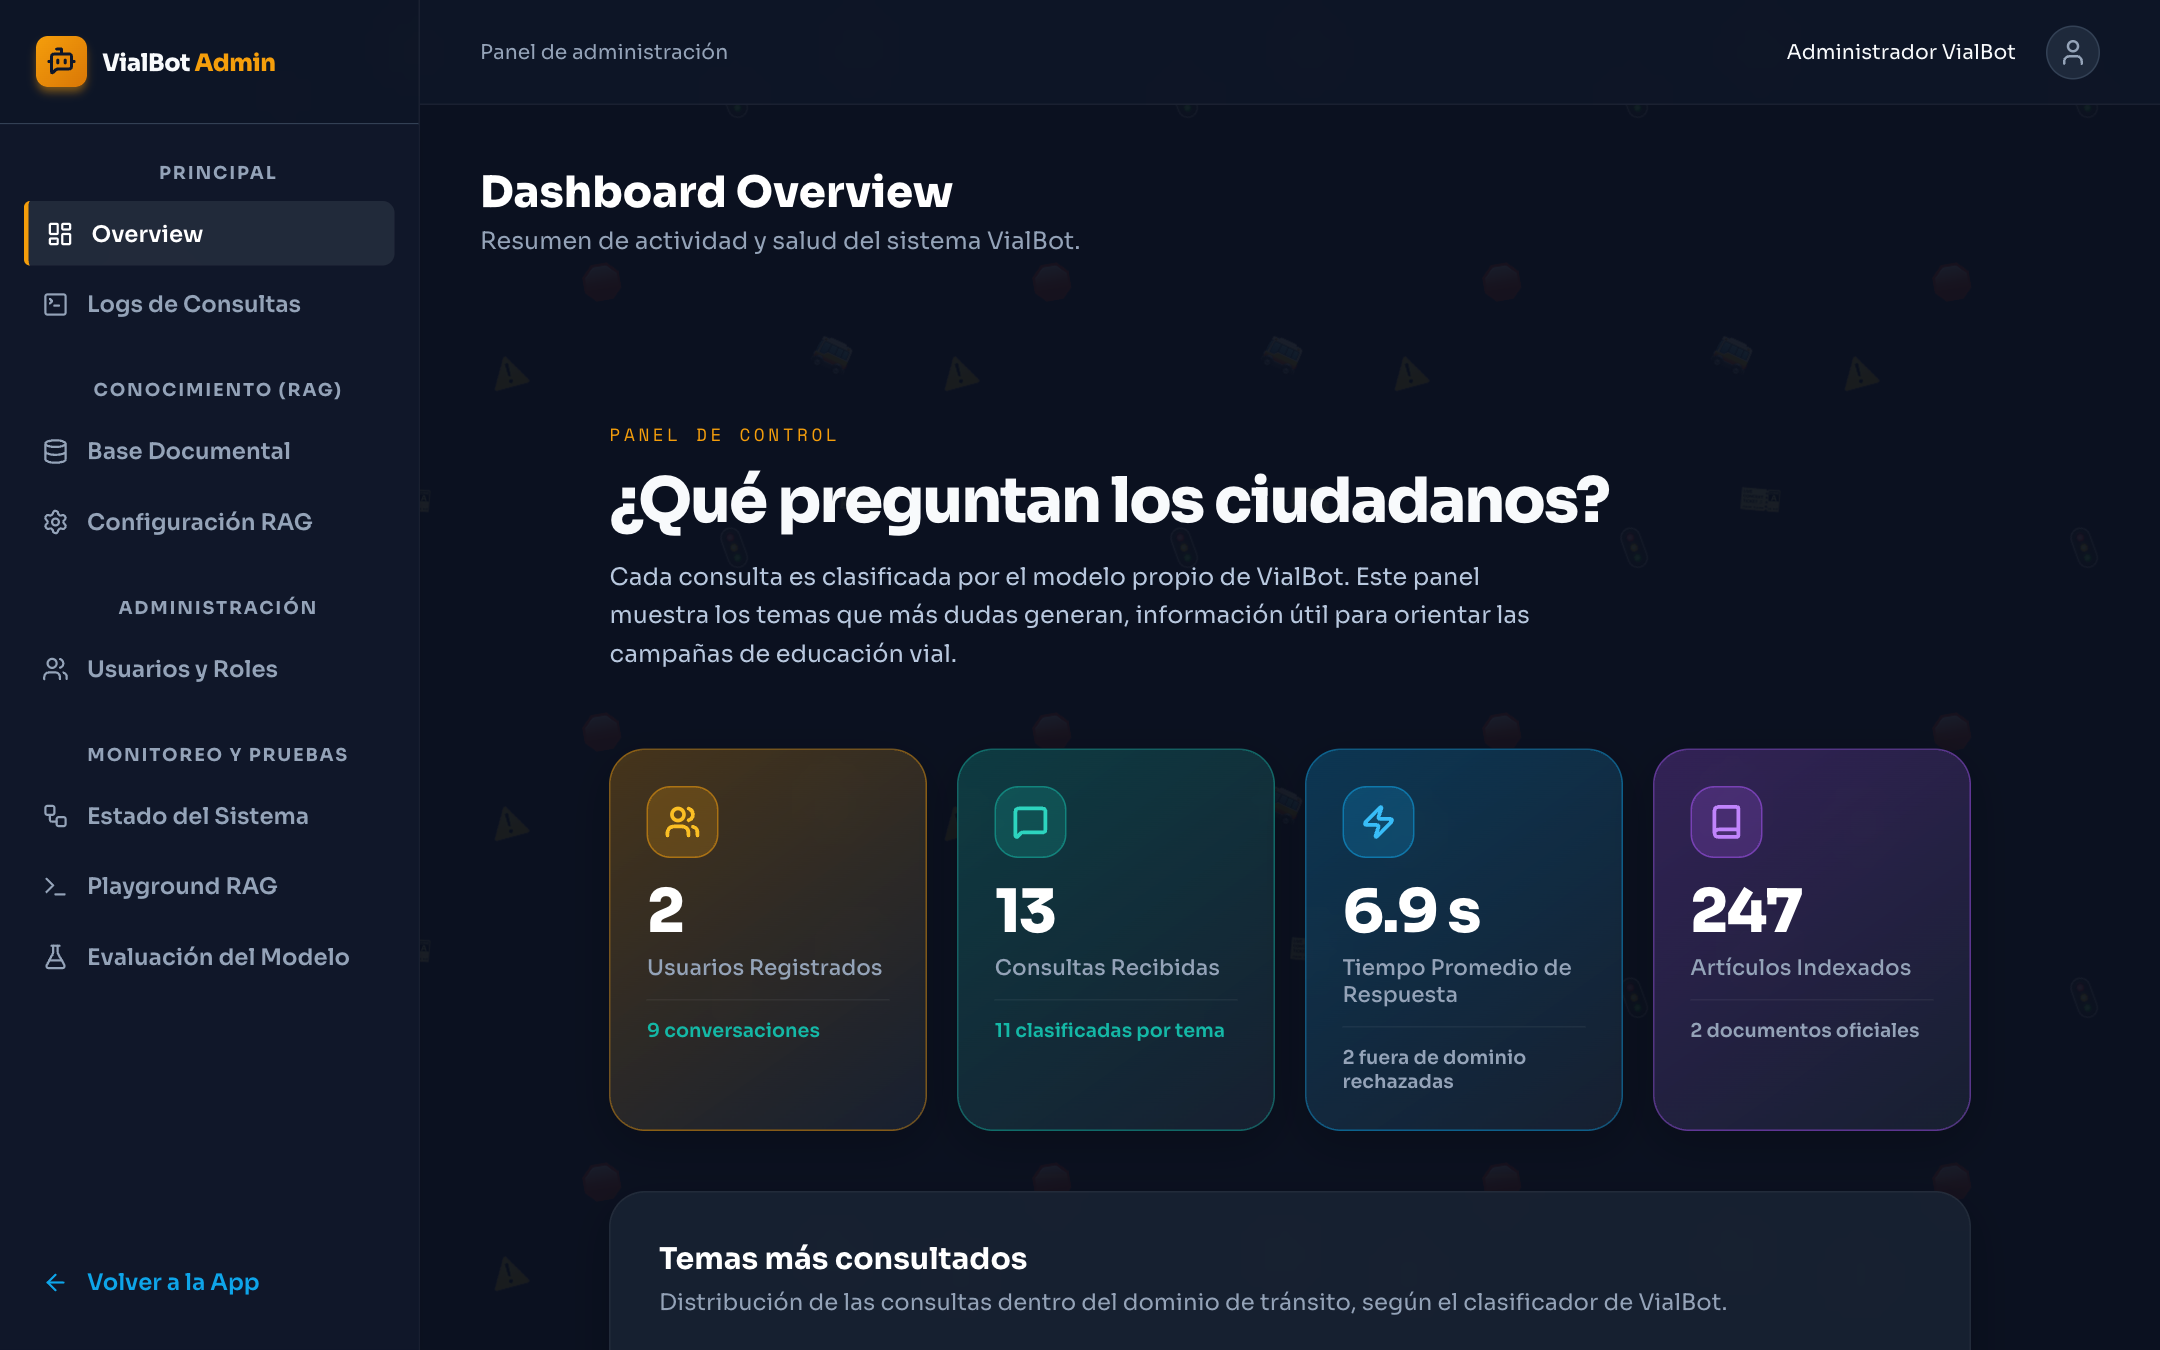 VialBot Admin
PRINCIPAL
Overview
Logs de Consultas
CONOCIMIENTO (RAG)
Base Documental
Configuración RAG
ADMINISTRACIÓN
Usuarios y Roles
MONITOREO Y PRUEBAS
Estado del Sistema
Playground RAG
Evaluación del Modelo
Volver a la App
Panel de administración
Administrador VialBot
Dashboard Overview
Resumen de actividad y salud del sistema VialBot.
PANEL DE CONTROL
¿Qué preguntan los ciudadanos?
Cada consulta es clasificada por el modelo propio de VialBot. Este panel
muestra los temas que más dudas generan, información útil para orientar las
campañas de educación vial.
2
Usuarios Registrados
9 conversaciones
13
Consultas Recibidas
11 clasificadas por tema
6.9 s
Tiempo Promedio de
Respuesta
2 fuera de dominio
rechazadas
247
Artículos Indexados
2 documentos oficiales
Temas más consultados
Distribución de las consultas dentro del dominio de tránsito, según el clasificador de VialBot.